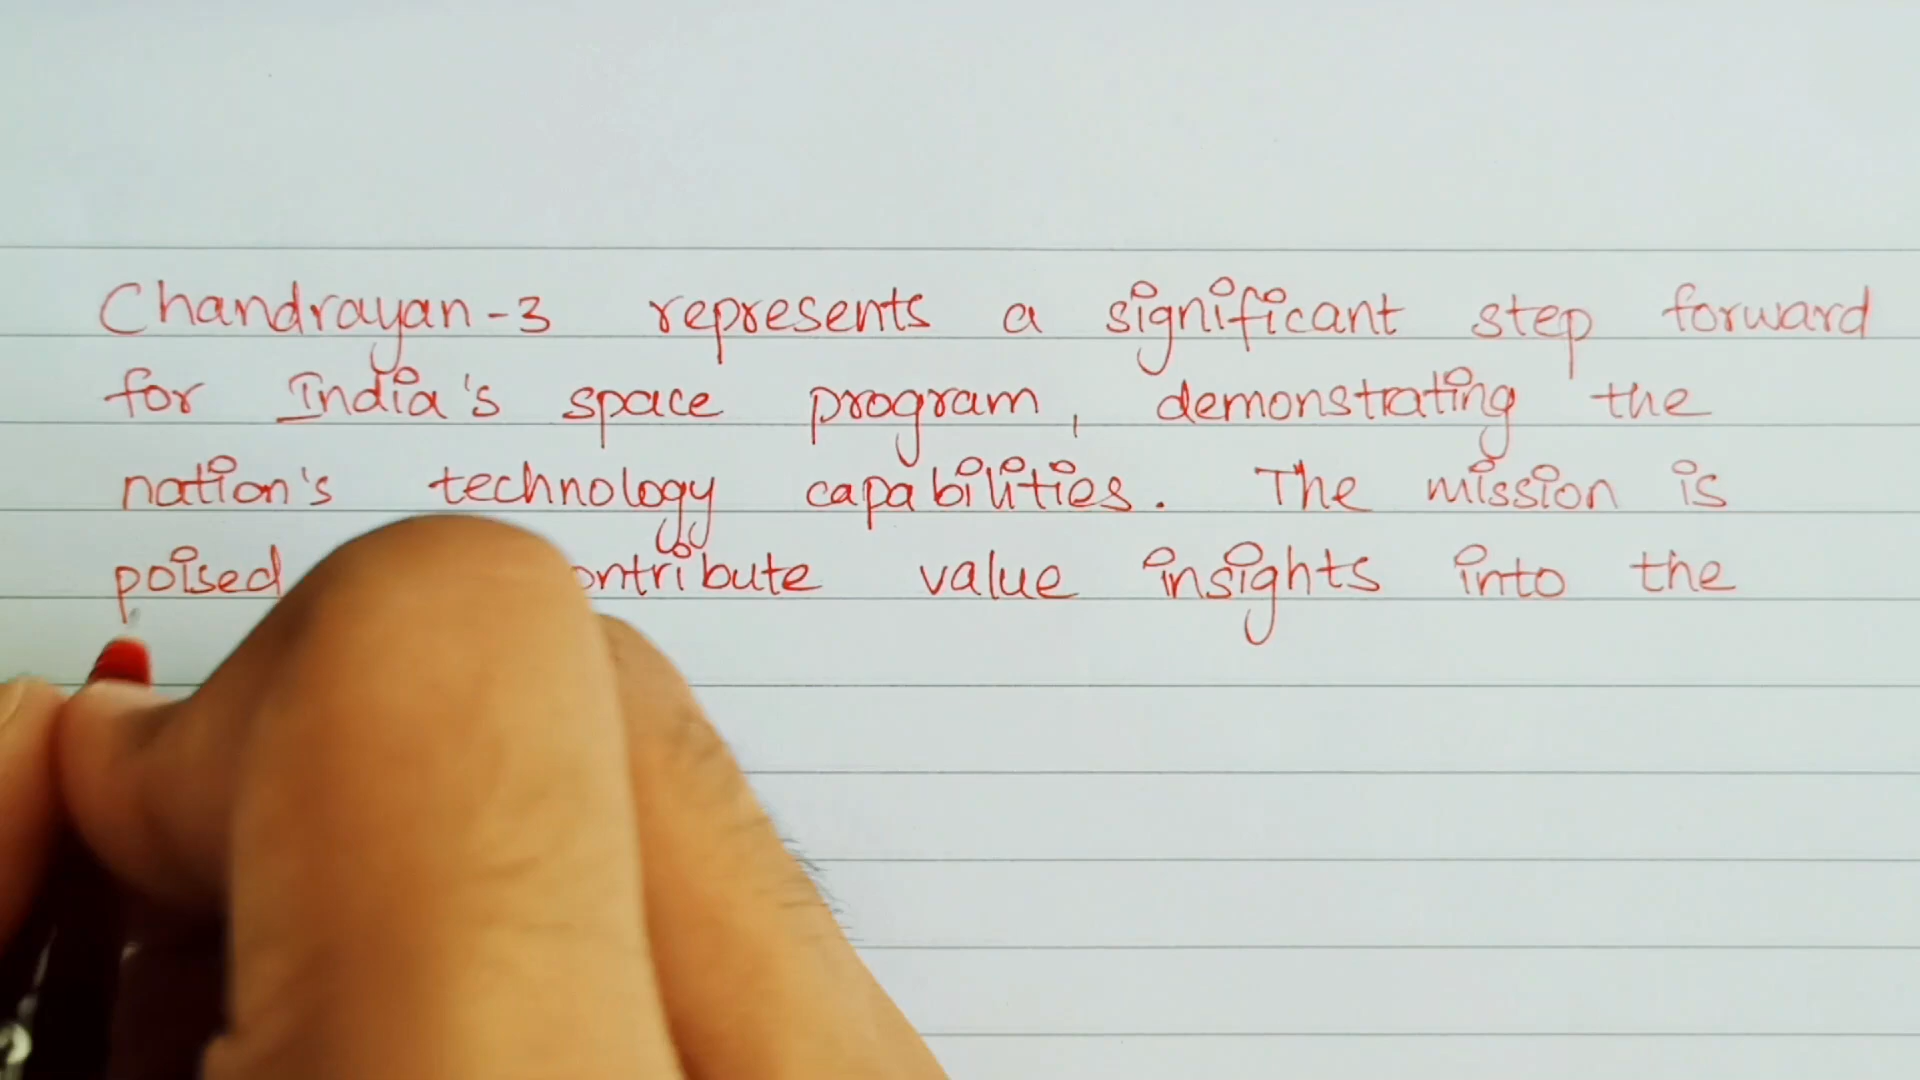 Chandrayan-3 represents a significant step forward
for India's space program, demonstrating the
nation's technology capabilities. The mission is
poised ontribute value insights into the